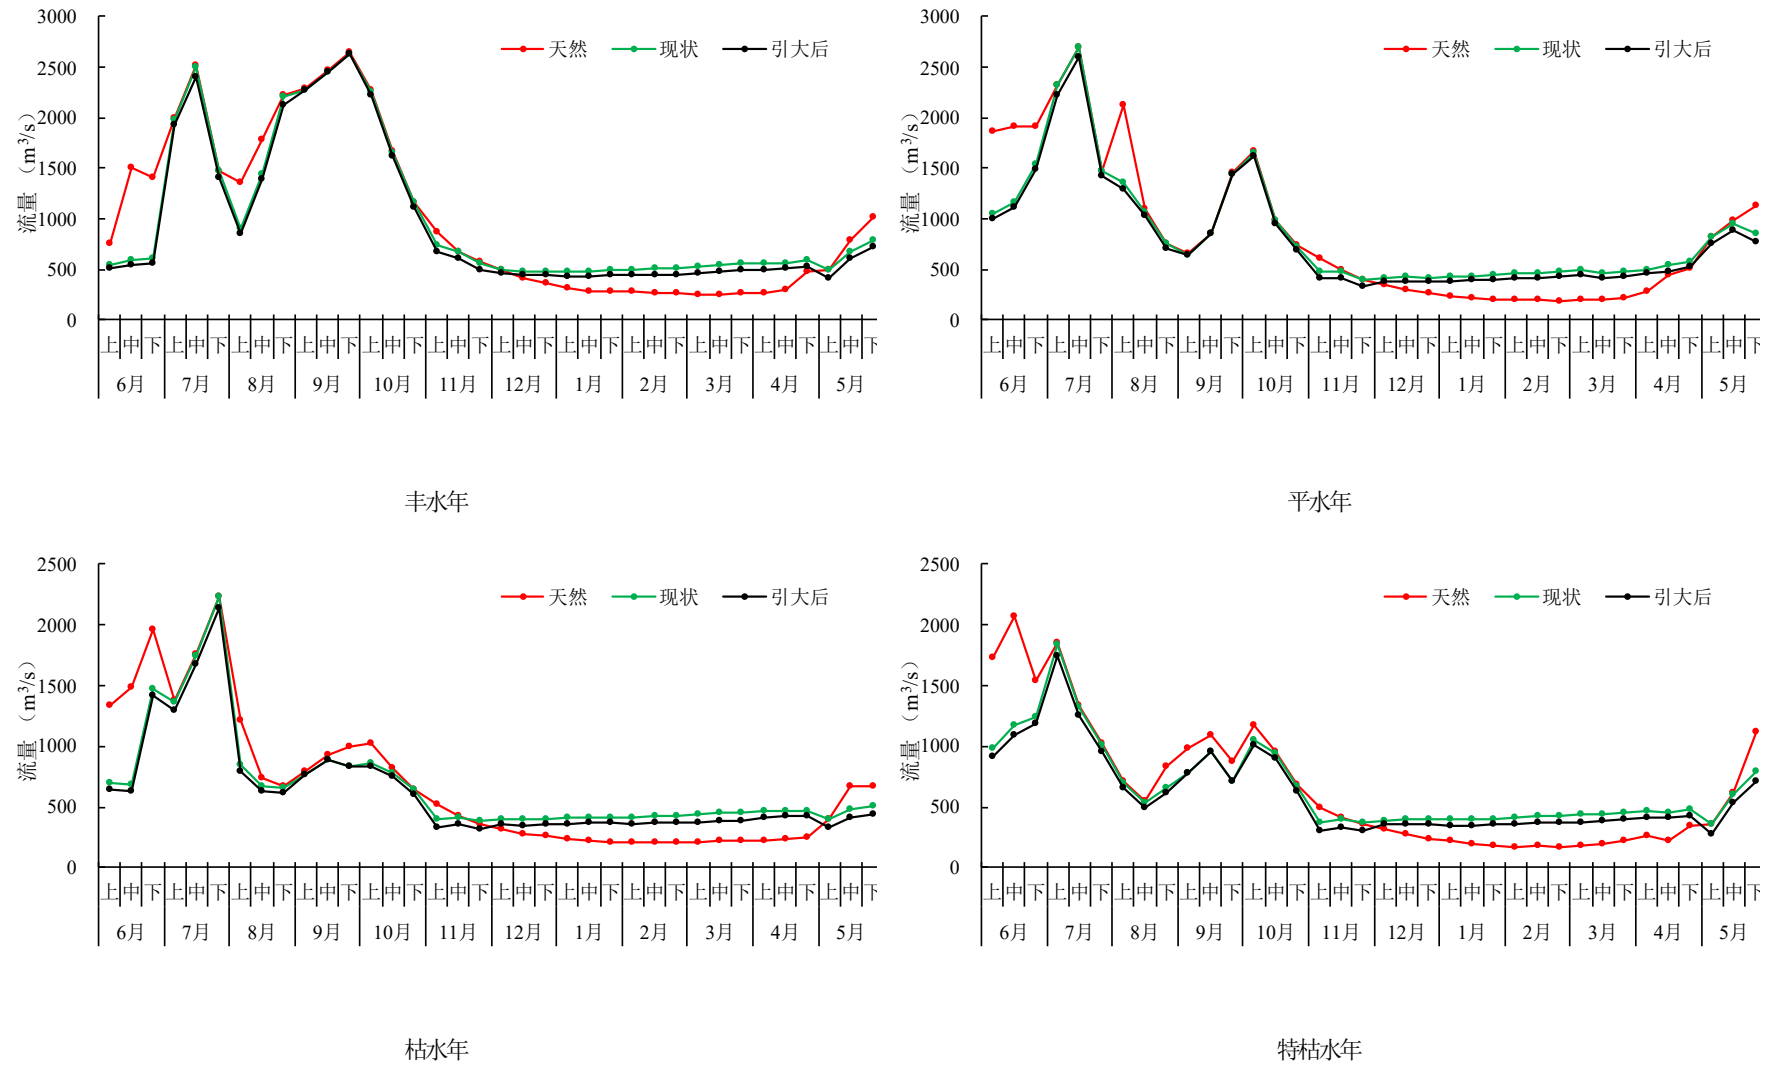 3000
2500
2000
1500
1000
500
0
流量（m³/s）
天然 现状 引大后
上 中 下 上 中 下 上 中 下 上 中 下 上 中 下 上 中 下 上 中 下 上 中 下 上 中 下 上 中 下 上 中 下 上 中 下
6月 7月 8月 9月 10月 11月 12月 1月 2月 3月 4月 5月
丰水年
3000
2500
2000
1500
1000
500
0
流量（m³/s）
天然 现状 引大后
上 中 下 上 中 下 上 中 下 上 中 下 上 中 下 上 中 下 上 中 下 上 中 下 上 中 下 上 中 下 上 中 下 上 中 下
6月 7月 8月 9月 10月 11月 12月 1月 2月 3月 4月 5月
平水年
2500
2000
1500
1000
500
0
流量（m³/s）
天然 现状 引大后
上 中 下 上 中 下 上 中 下 上 中 下 上 中 下 上 中 下 上 中 下 上 中 下 上 中 下 上 中 下 上 中 下 上 中 下
6月 7月 8月 9月 10月 11月 12月 1月 2月 3月 4月 5月
枯水年
2500
2000
1500
1000
500
0
流量（m³/s）
天然 现状 引大后
上 中 下 上 中 下 上 中 下 上 中 下 上 中 下 上 中 下 上 中 下 上 中 下 上 中 下 上 中 下 上 中 下 上 中 下
6月 7月 8月 9月 10月 11月 12月 1月 2月 3月 4月 5月
特枯水年